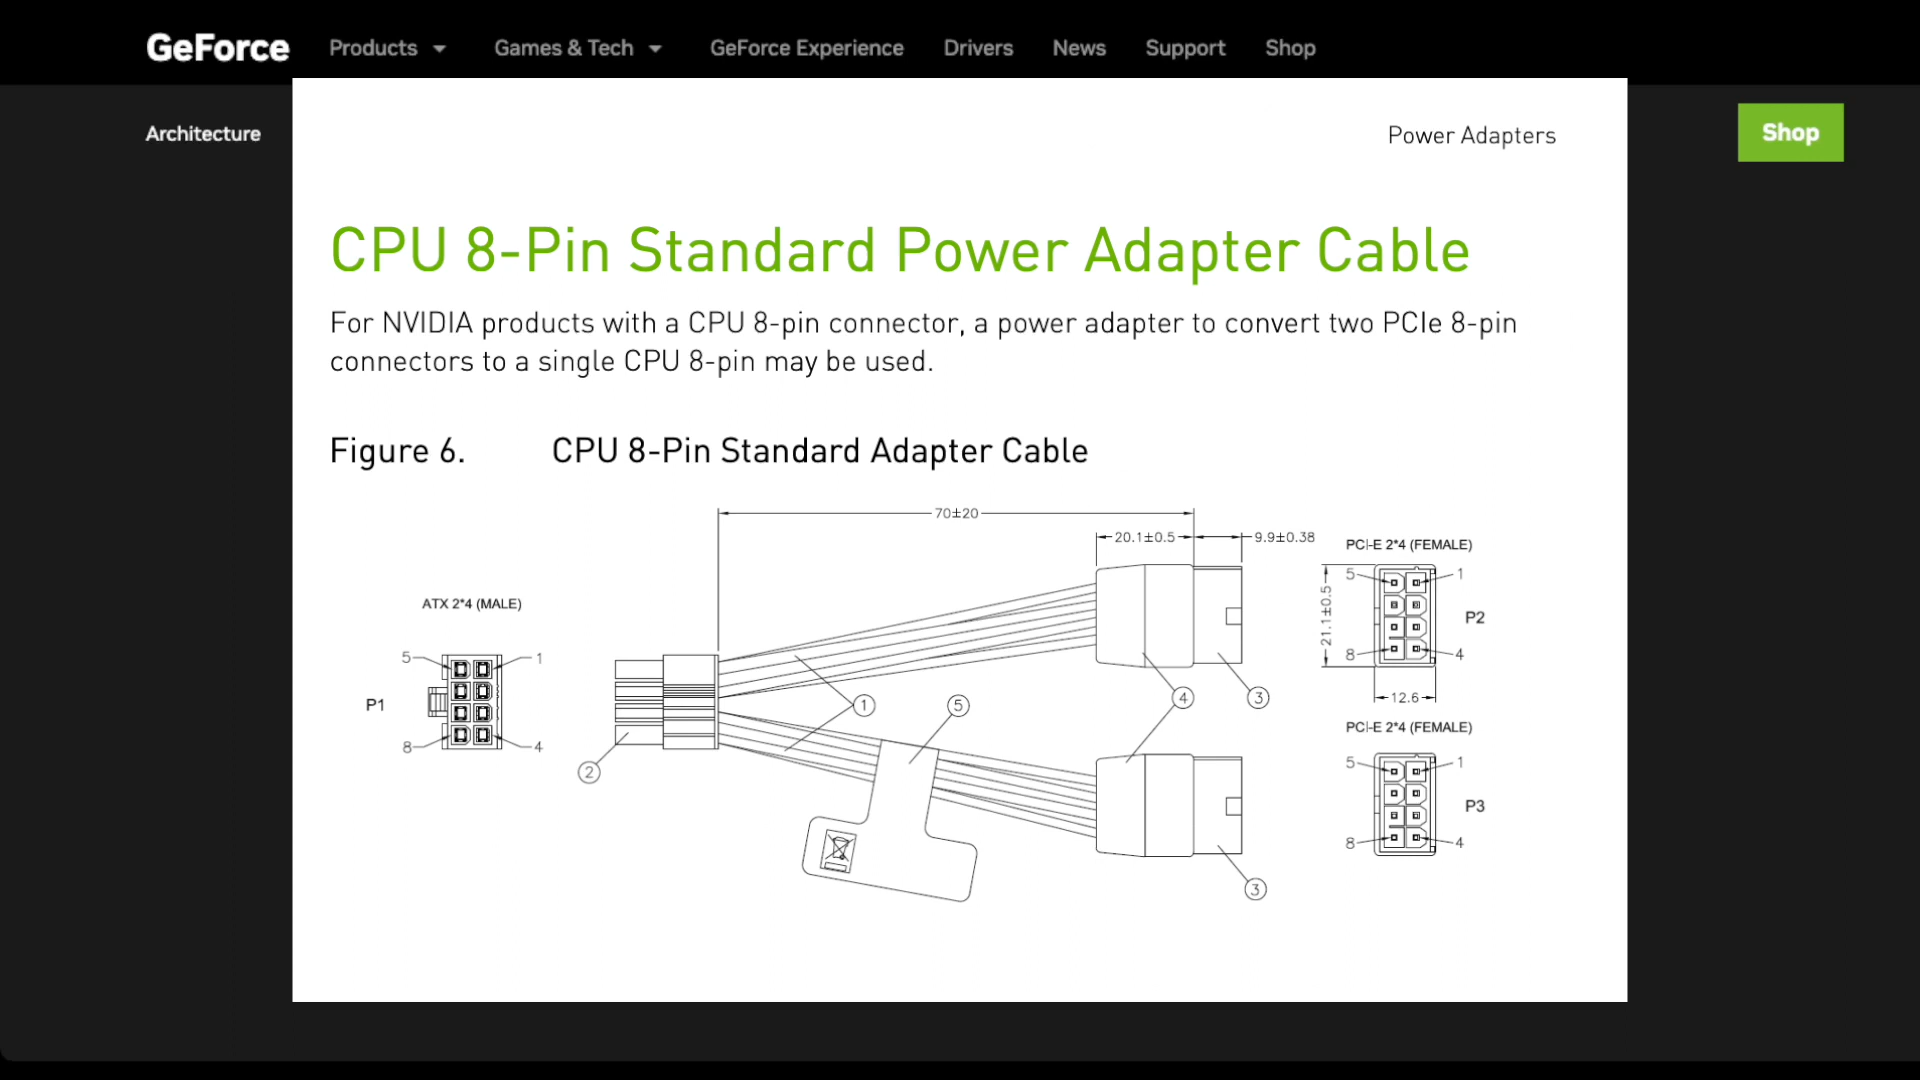 GeForce Products Games & Tech GeForce Experience Drivers News Support Shop
Architecture
Power Adapters
Shop
CPU 8-Pin Standard Power Adapter Cable
For NVIDIA products with a CPU 8-pin connector, a power adapter to convert two PCIe 8-pin
connectors to a single CPU 8-pin may be used.
Figure 6. CPU 8-Pin Standard Adapter Cable
70±20
20.1±0.5
9.9±0.38
ATX 2*4 (MALE)
5
1
P1
8
4
1
5
2
4
3
3
PCI-E 2*4 (FEMALE)
5
1
21.1±0.5
P2
8
4
12.6
PCI-E 2*4 (FEMALE)
5
1
P3
8
4